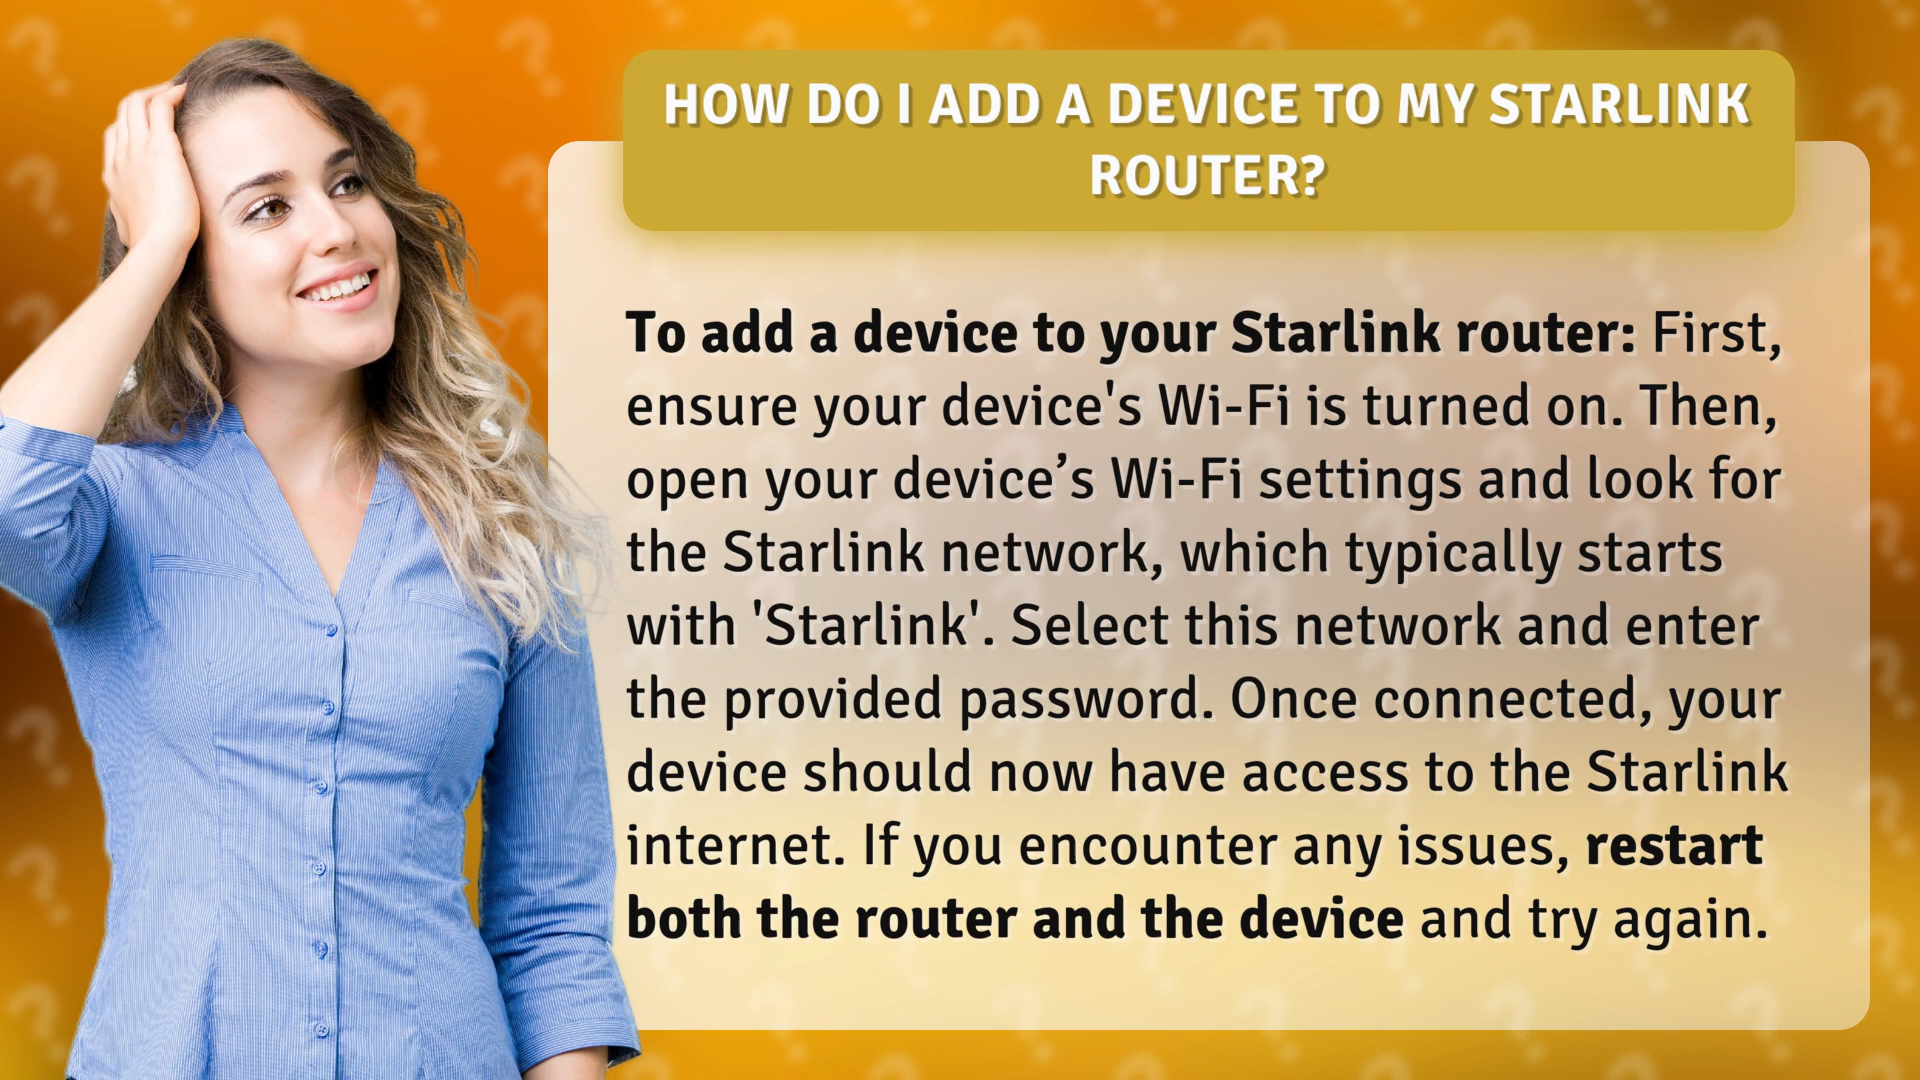 HOW DO I ADD A DEVICE TO MY STARLINK
ROUTER?
To add a device to your Starlink router: First,
ensure your device's Wi-Fi is turned on. Then,
open your device’s Wi-Fi settings and look for
the Starlink network, which typically starts
with 'Starlink'. Select this network and enter
the provided password. Once connected, your
device should now have access to the Starlink
internet. If you encounter any issues, restart
both the router and the device and try again.